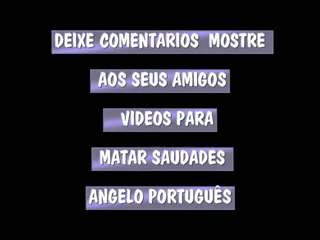 DEIXE COMENTARIOS MOSTRE
AOS SEUS AMIGOS
VIDEOS PARA
MATAR SAUDADES
ANGELO PORTUGUÊS